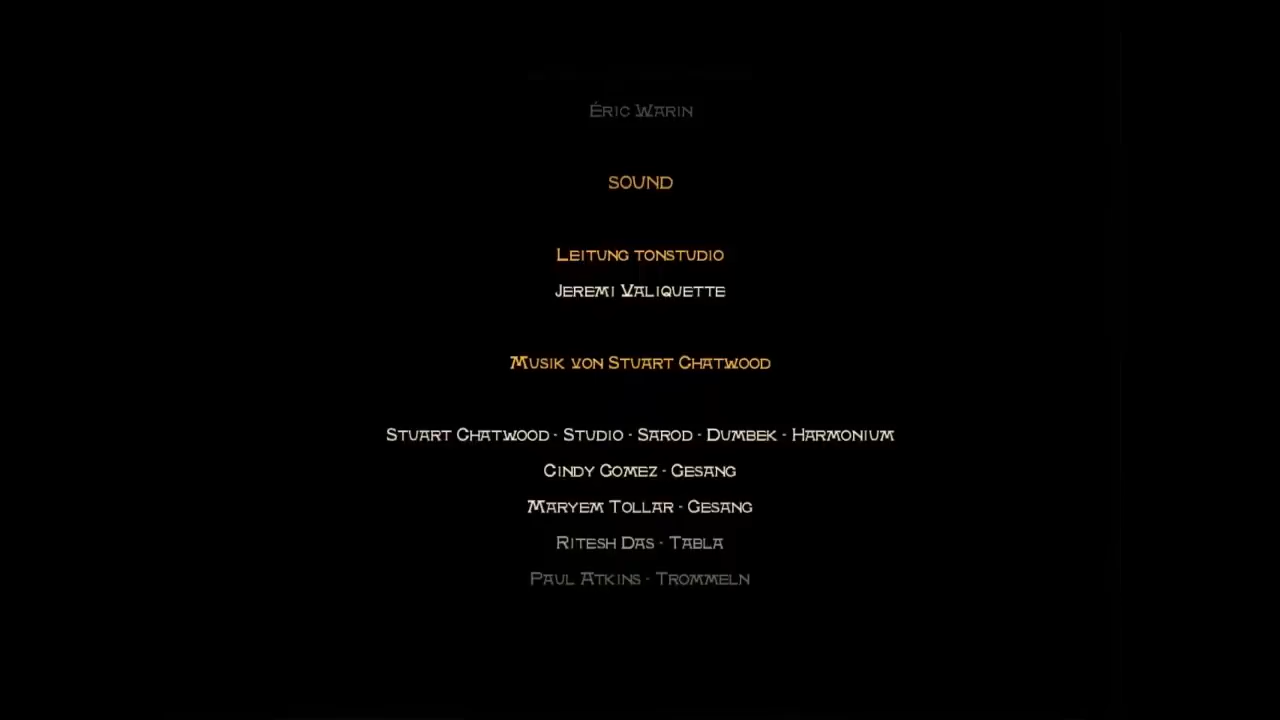 Éric Warin
SOUND
Leitung tonstudio
Jeremi Valiquette
Musik von Stuart Chatwood
Stuart Chatwood - Studio - Sarod - Dumbek - Harmonium
Cindy Gomez - Gesang
Maryem Tollar - Gesang
Ritesh Das - Tabla
Paul Atkins - Trommeln